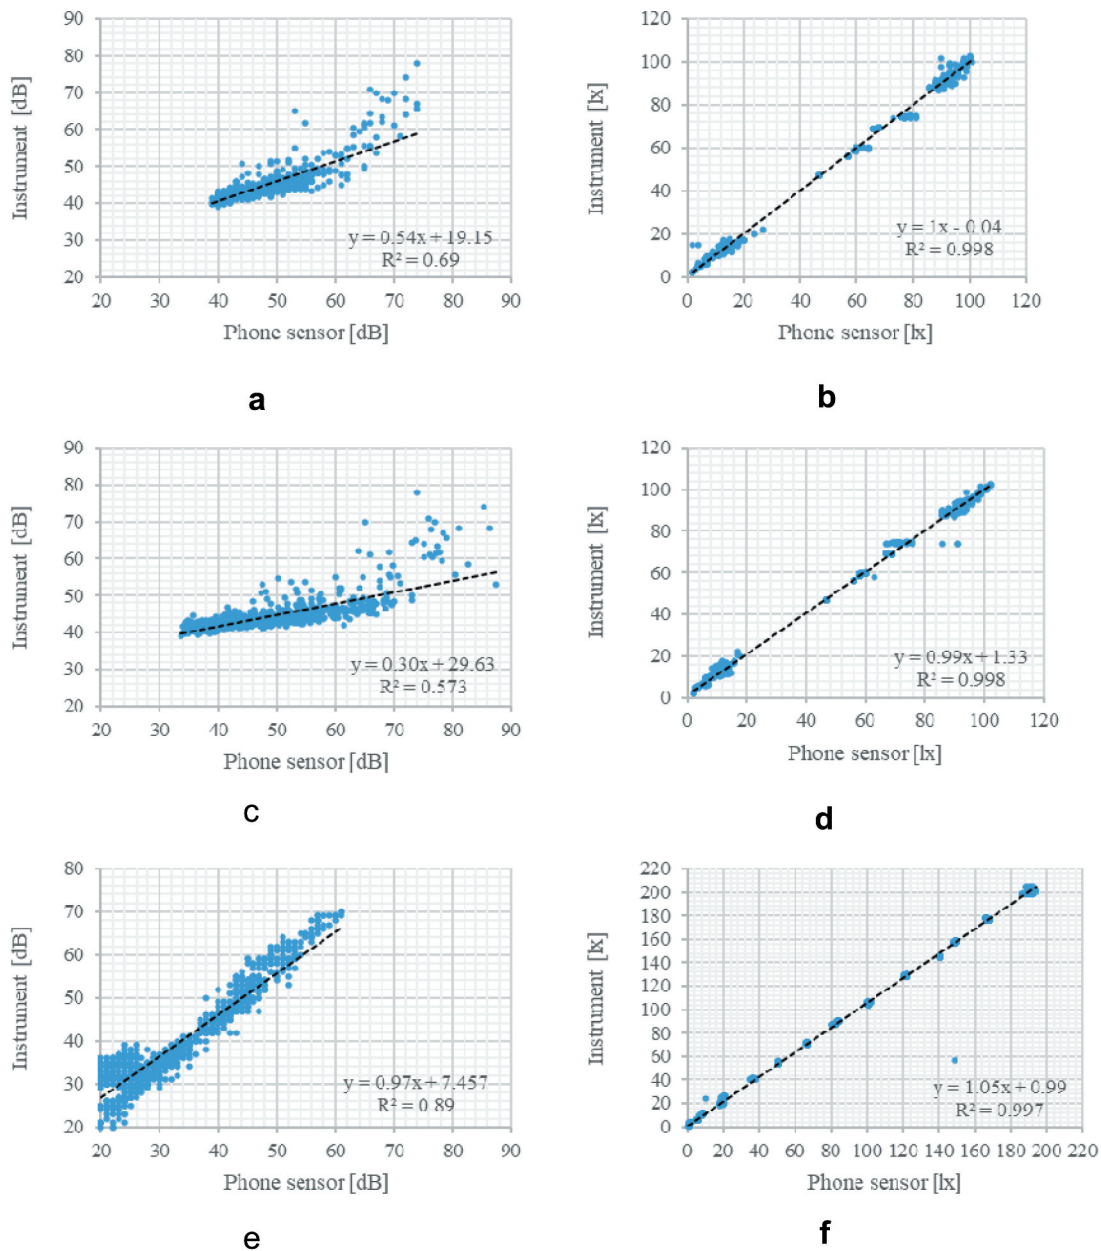 90
80
70
60
50
40
30
20
Instrument [dB]
y = 0.54x + 19.15
R² = 0.69
20 30 40 50 60 70 80 90
Phone sensor [dB]
a
120
100
80
60
40
20
0
Instrument [lx]
y = 1x - 0.04
R² = 0.998
0 20 40 60 80 100 120
Phone sensor [lx]
b
90
80
70
60
50
40
30
20
Instrument [dB]
y = 0.30x + 29.63
R² = 0.573
20 30 40 50 60 70 80 90
Phone sensor [dB]
c
120
100
80
60
40
20
0
Instrument [lx]
y = 0.99x + 1.33
R² = 0.998
0 20 40 60 80 100 120
Phone sensor [lx]
d
80
70
60
50
40
30
20
Instrument [dB]
y = 0.97x + 7.457
R² = 0.89
20 30 40 50 60 70 80 90
Phone sensor [dB]
e
220
200
180
160
140
120
100
80
60
40
20
0
Instrument [lx]
y = 1.05x + 0.99
R² = 0.997
0 20 40 60 80 100 120 140 160 180 200 220
Phone sensor [lx]
f